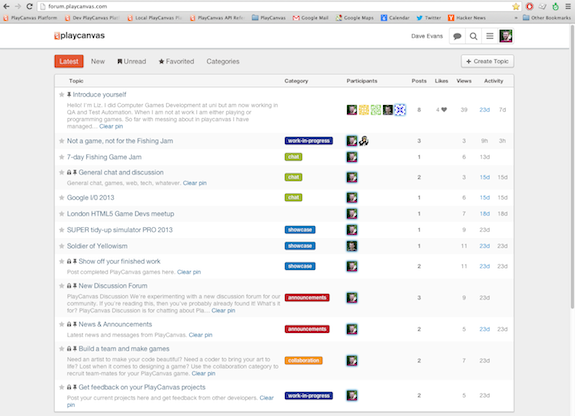 forum.playcanvas.com
PlayCanvas Platform Dev PlayCanvas Pla Local PlayCanvas Pl PlayCanvas API Refe PlayCanvas Google Mail Google Maps Calendar Twitter Hacker News Other Bookmarks
playcanvas Dave Evans
Latest New Unread Favorited Categories + Create Topic
Topic Category Participants Posts Likes Views Activity
Introduce yourself
Hello! I'm Liz. I did Computer Games Development at uni but am now working in
QA and Test Automation. When I am not at work I am either playing or
programming games. So far with messing about in playcanvas I have
managed... Clear pin
8 4 39 23d 7d
Not a game, not for the Fishing Jam work-in-progress 3 3 9h 3h
7-day Fishing Game Jam chat 1 6 13d
General chat and discussion
General chat, games, web, tech, whatever. Clear pin
chat 2 3 15d 15d
Google I/O 2013 chat 1 6 15d 15d
London HTML5 Game Devs meetup 1 7 18d 18d
SUPER tidy-up simulator PRO 2013 showcase 1 9 23d
Soldier of Yellowism showcase 1 11 23d 23d
Show off your finished work
Post completed PlayCanvas games here. Clear pin
showcase 2 11 23d 23d
New Discussion Forum
PlayCanvas Discussion We're experimenting with a new discussion forum for our
community. If you're reading this, then you've probably already found it! What's it
for? PlayCanvas Discussion is for chatting about Pla... Clear pin
announcements 3 9 23d
News & Announcements
Latest news and messages from PlayCanvas. Clear pin
announcements 2 5 23d 23d
Build a team and make games
Need an artist to make your code beautiful? Need a coder to bring your art to
life? Lost when it comes to designing a game? Use the collaboration category to
recruit team-mates for your PlayCanvas game. Clear pin
collaboration 2 7 23d
Get feedback on your PlayCanvas projects
Post your current projects here and get feedback from other developers. Clear
pin
work-in-progress 2 5 23d